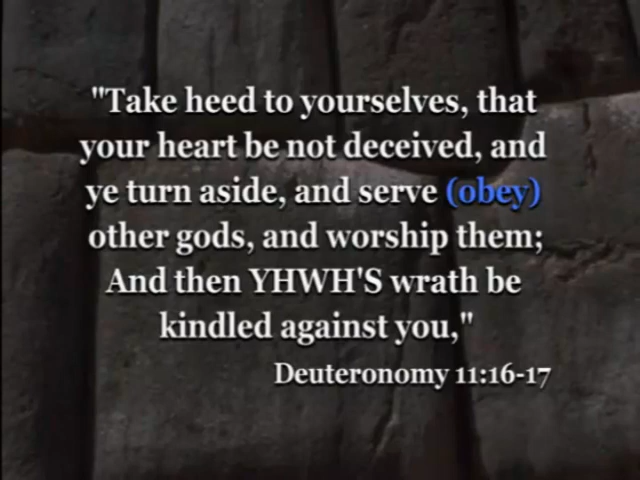 "Take heed to yourselves, that
your heart be not deceived, and
ye turn aside, and serve (obey)
other gods, and worship them;
And then YHWH'S wrath be
kindled against you,"
Deuteronomy 11:16-17